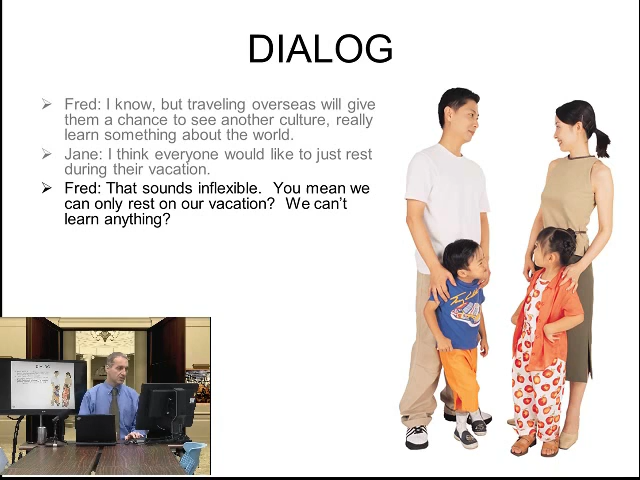 DIALOG
Fred: I know, but traveling overseas will give
them a chance to see another culture, really
learn something about the world.
Jane: I think everyone would like to just rest
during their vacation.
Fred: That sounds inflexible.  You mean we
can only rest on our vacation?  We can't
learn anything?